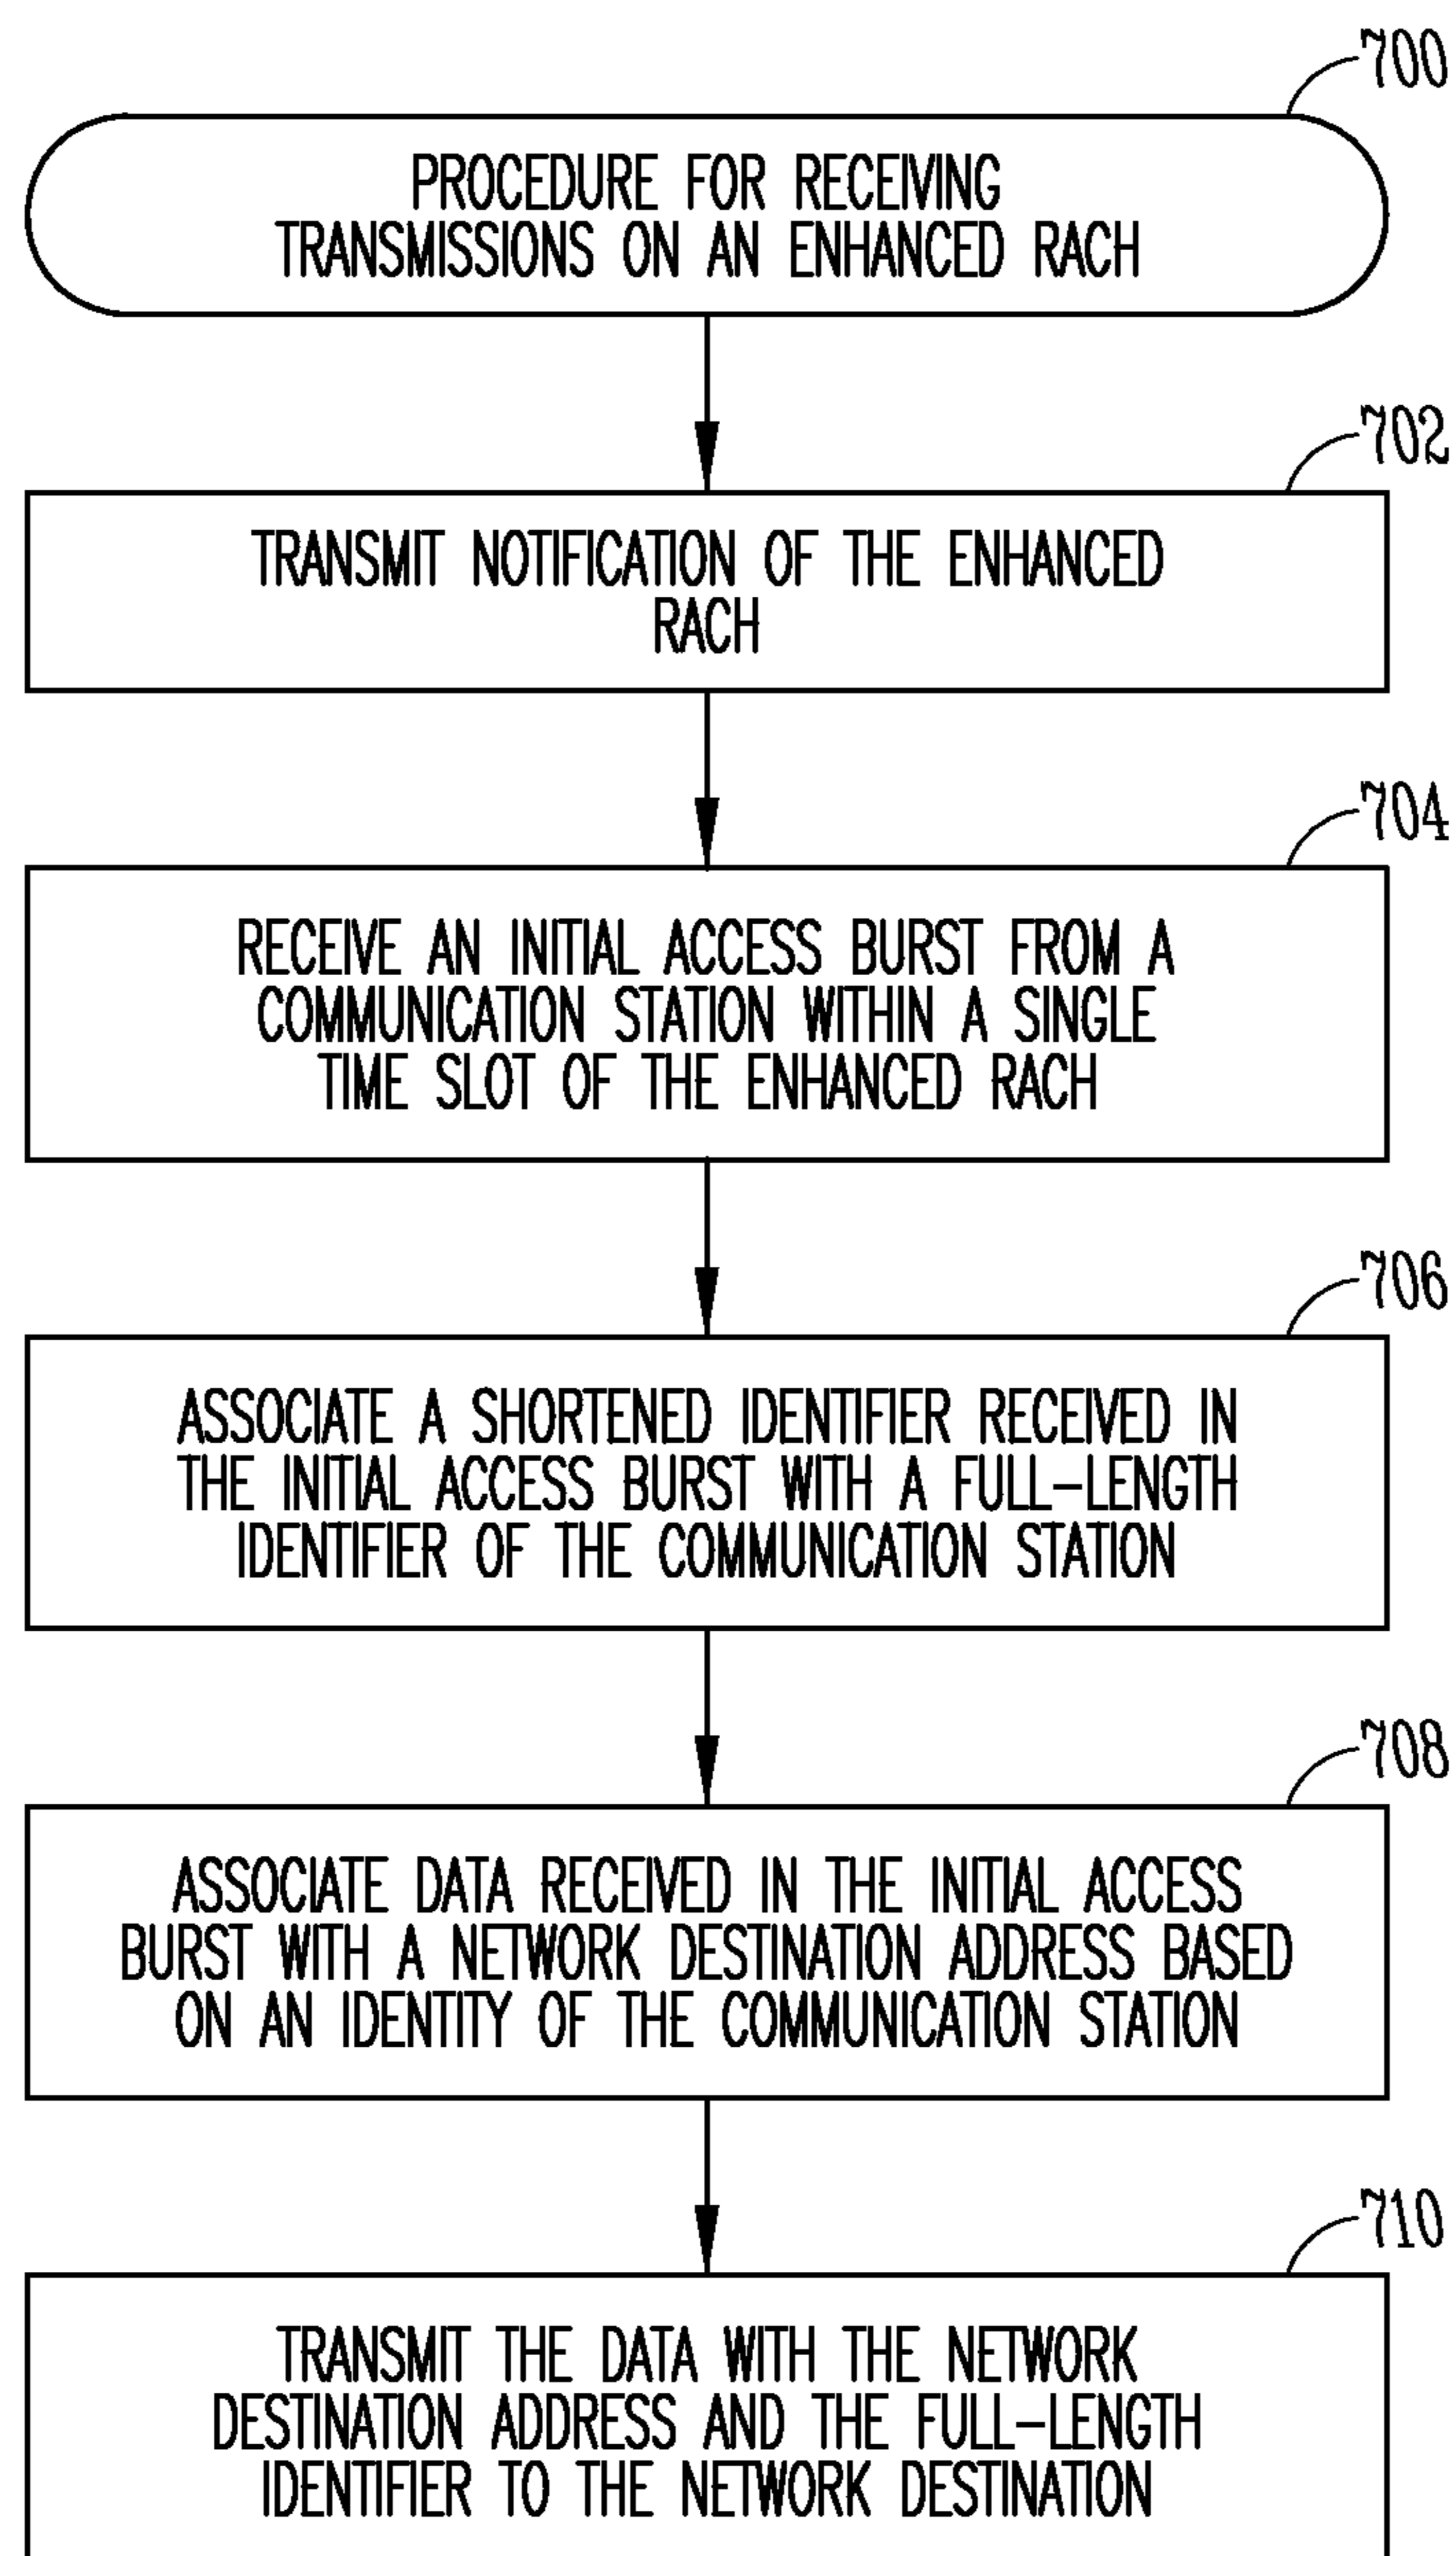 700
PROCEDURE FOR RECEIVING
TRANSMISSIONS ON AN ENHANCED RACH
702
TRANSMIT NOTIFICATION OF THE ENHANCED
RACH
704
RECEIVE AN INITIAL ACCESS BURST FROM A
COMMUNICATION STATION WITHIN A SINGLE
TIME SLOT OF THE ENHANCED RACH
706
ASSOCIATE A SHORTENED IDENTIFIER RECEIVED IN
THE INITIAL ACCESS BURST WITH A FULL-LENGTH
IDENTIFIER OF THE COMMUNICATION STATION
708
ASSOCIATE DATA RECEIVED IN THE INITIAL ACCESS
BURST WITH A NETWORK DESTINATION ADDRESS BASED
ON AN IDENTITY OF THE COMMUNICATION STATION
710
TRANSMIT THE DATA WITH THE NETWORK
DESTINATION ADDRESS AND THE FULL-LENGTH
IDENTIFIER TO THE NETWORK DESTINATION